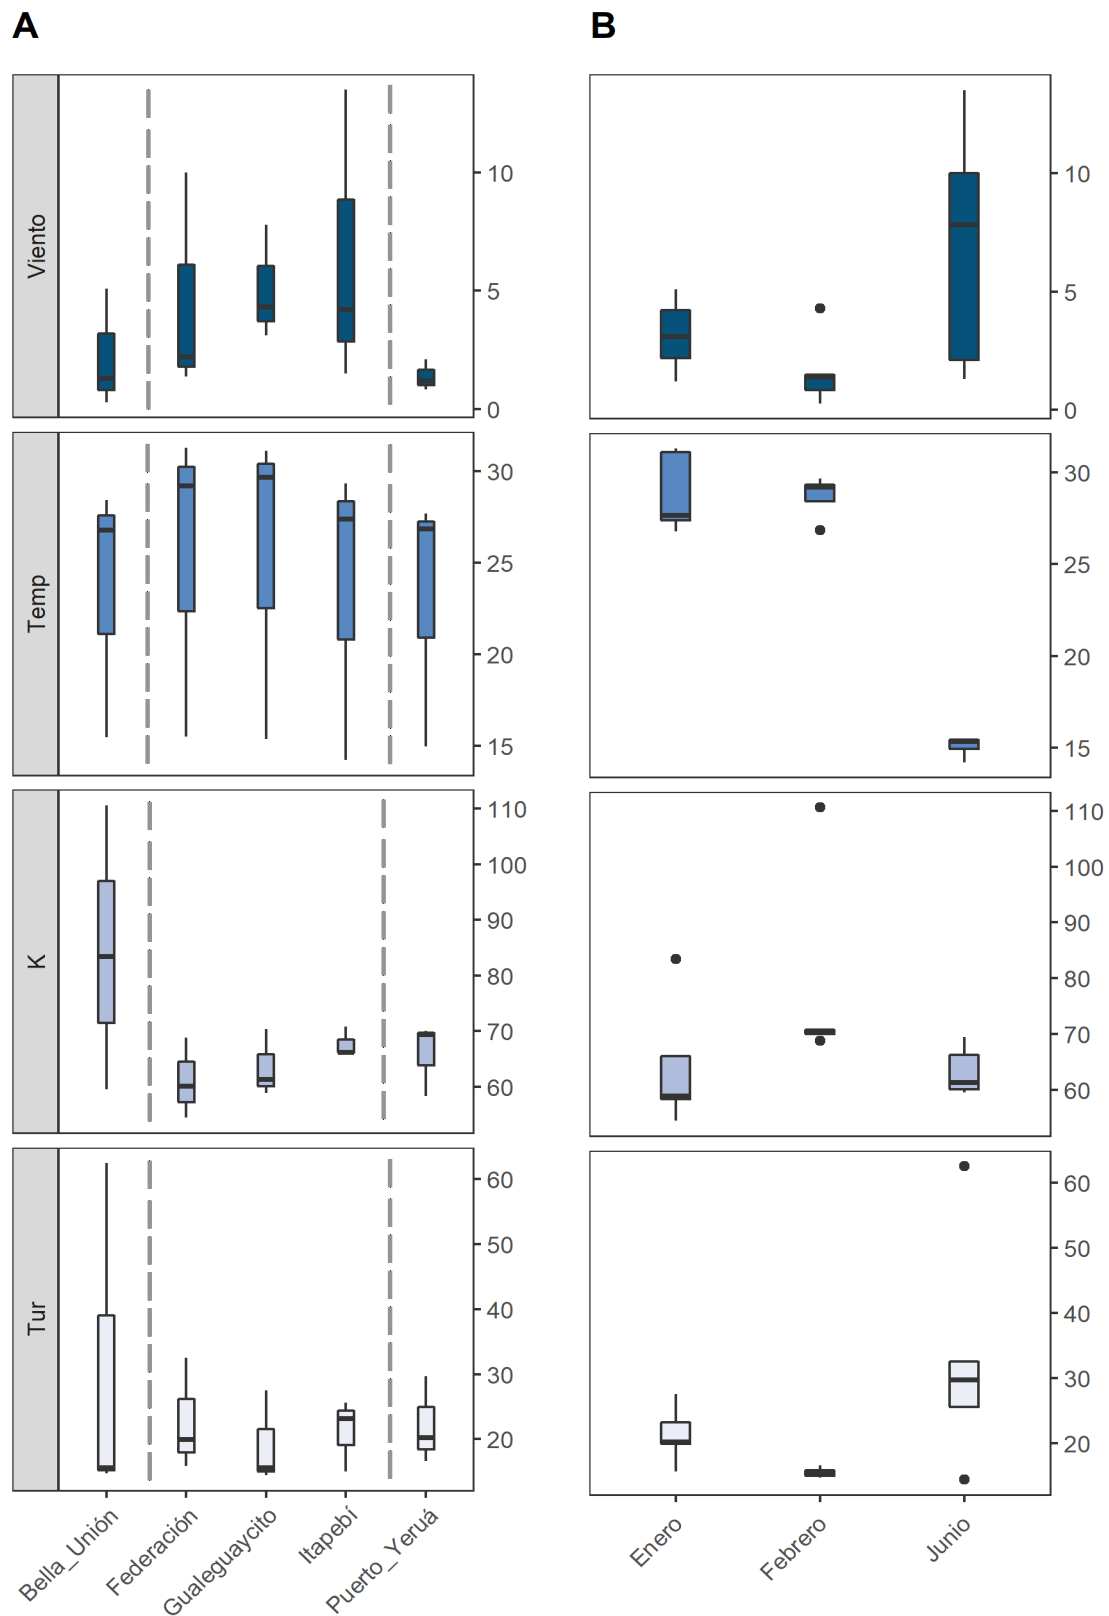 A
B
Viento
10
5
0
10
5
0
Temp
30
25
20
15
30
25
20
15
K
110
100
90
80
70
60
110
100
90
80
70
60
Tur
60
50
40
30
20
60
50
40
30
20
Bella_Unión
Federación
Gualeguaycito
Itapebí
Puerto_Yeruá
Enero
Febrero
Junio